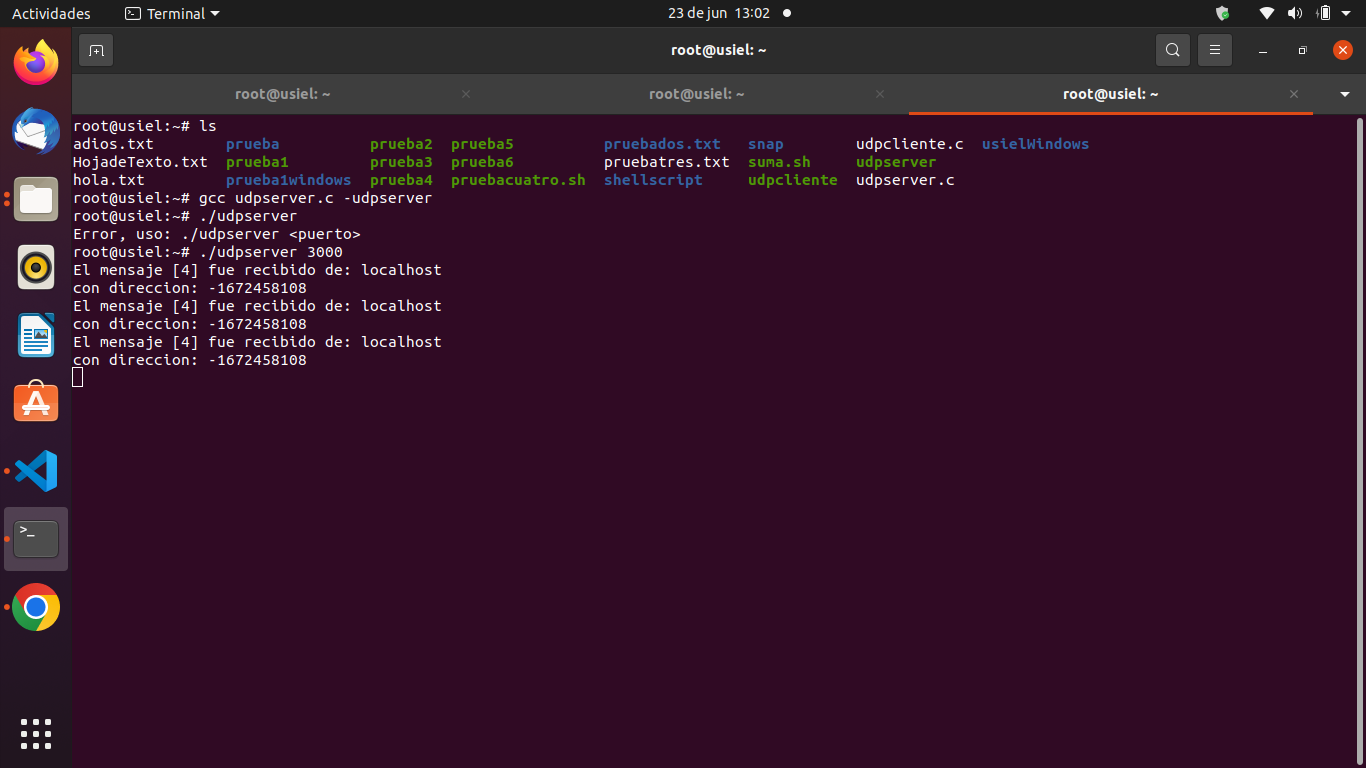 Actividades Terminal 23 de jun 13:02
root@usiel: ~
root@usiel: ~ root@usiel: ~ root@usiel: ~
root@usiel:~# ls
adios.txt prueba prueba2 prueba5 pruebados.txt snap udpcliente.c usielWindows
HojadeTexto.txt prueba1 prueba3 prueba6 pruebatres.txt suma.sh udpserver
hola.txt prueba1windows prueba4 pruebacuatro.sh shellscript udpcliente udpserver.c
root@usiel:~# gcc udpserver.c -udpserver
root@usiel:~# ./udpserver
Error, uso: ./udpserver <puerto>
root@usiel:~# ./udpserver 3000
El mensaje [4] fue recibido de: localhost
con direccion: -1672458108
El mensaje [4] fue recibido de: localhost
con direccion: -1672458108
El mensaje [4] fue recibido de: localhost
con direccion: -1672458108